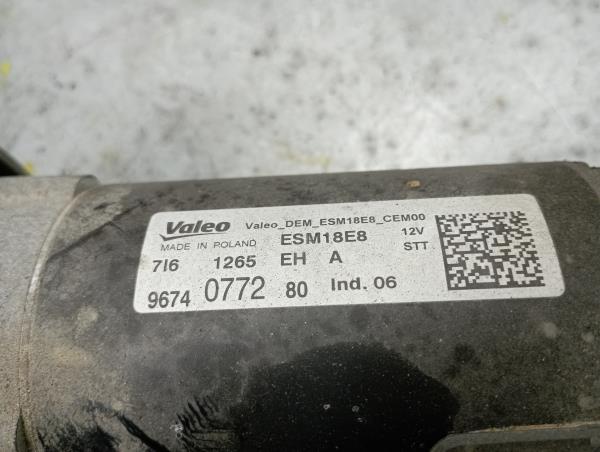 Valeo Valeo_DEM_ESM18E8_CEM00
MADE IN POLAND ESM18E8 12V
7I6 1265 EH A STT
9674 0772 80 Ind. 06